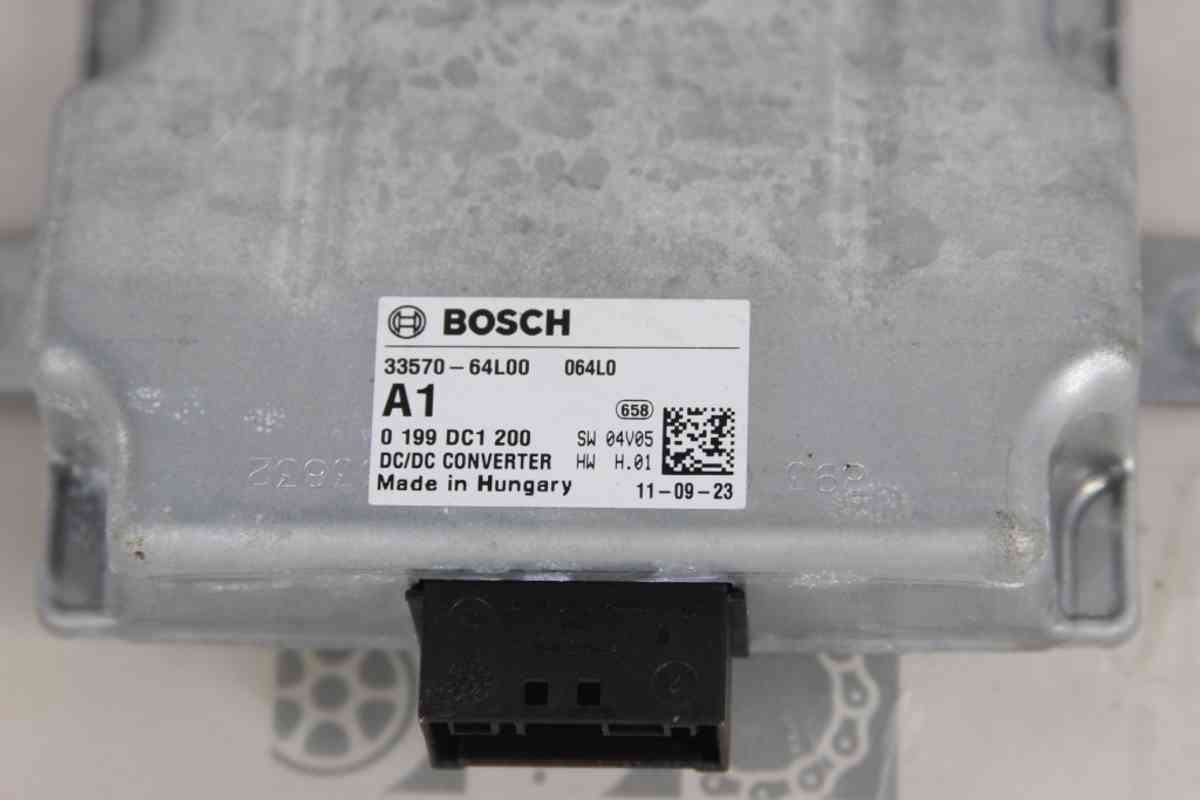 BOSCH
33570-64L00 064L0
A1
658
0 199 DC1 200 SW 04V05
DC/DC CONVERTER HW H.01
Made in Hungary 11-09-23